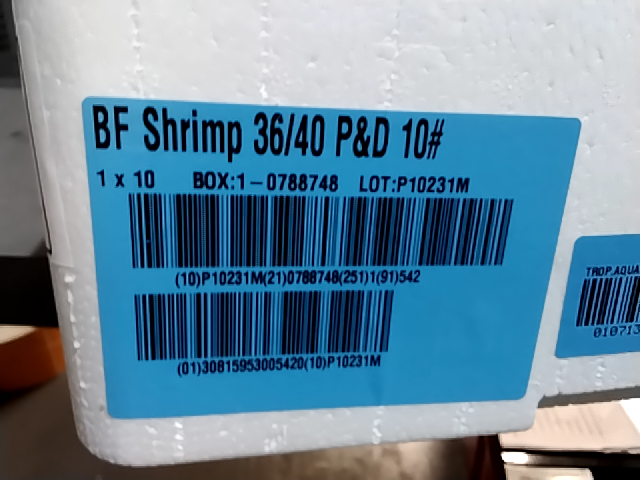 BF Shrimp 36/40 P&D 10#
1 x 10 BOX:1-0788748 LOT:P10231M
(10)P10231M(21)0788748(251)1(91)542
(01)30815953005420(10)P10231M
TROP.AQUA
010713